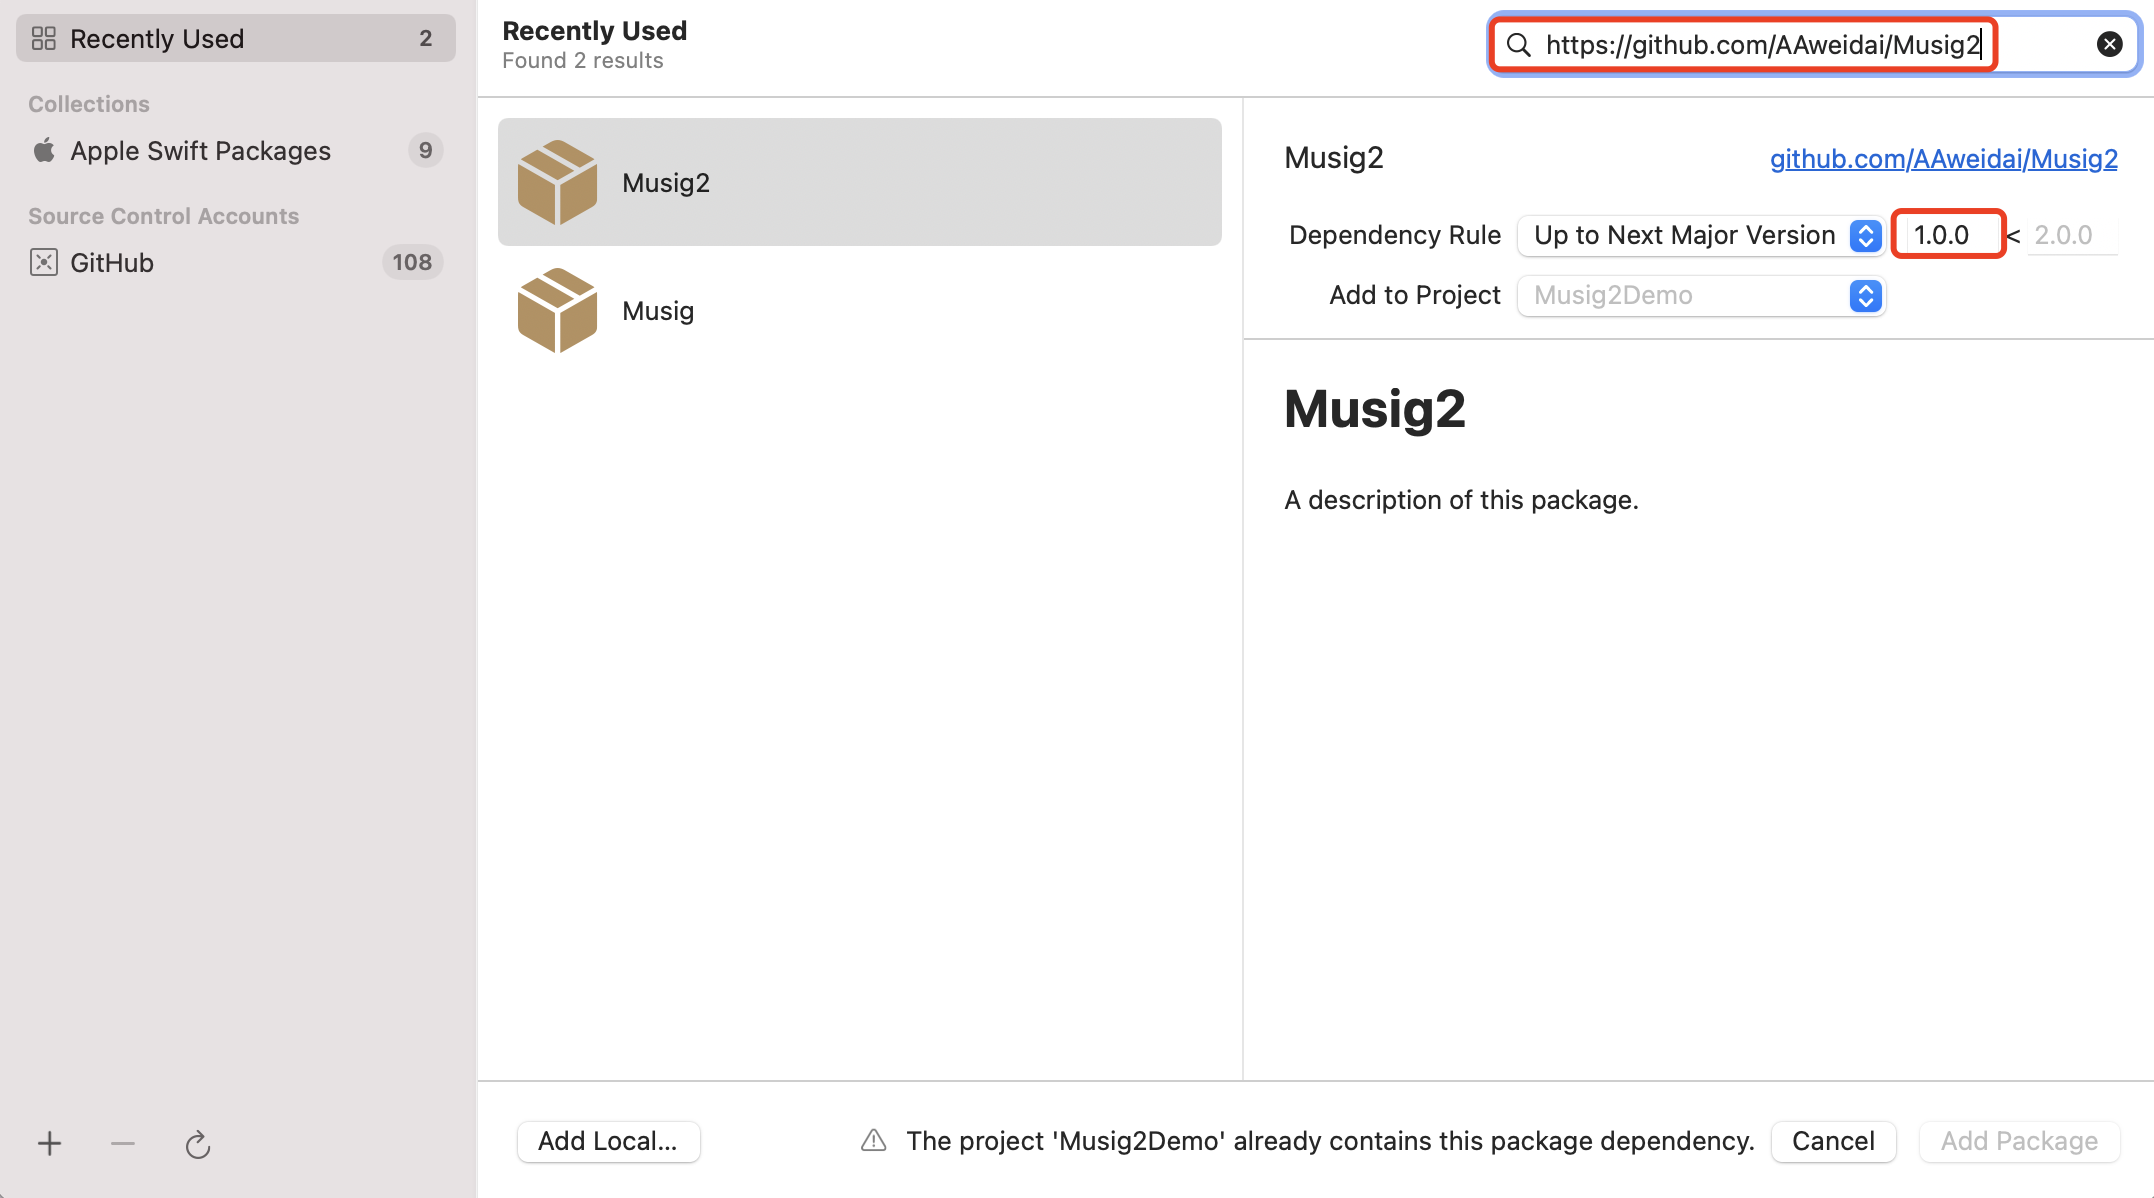 Recently Used 2
Collections
Apple Swift Packages 9
Source Control Accounts
GitHub 108
Recently Used
Found 2 results
https://github.com/AAweidai/Musig2
Musig2
Musig
Musig2 github.com/AAweidai/Musig2
Dependency Rule Up to Next Major Version 1.0.0 < 2.0.0
Add to Project Musig2Demo
Musig2
A description of this package.
Add Local... The project 'Musig2Demo' already contains this package dependency. Cancel Add Package